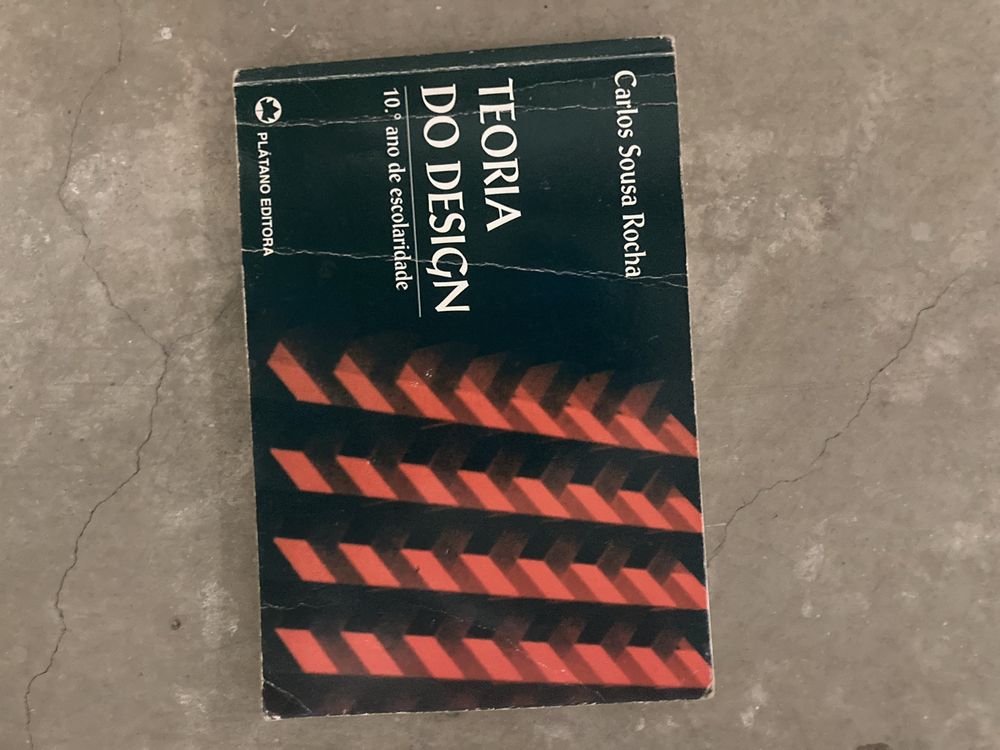 Carlos Sousa Rocha
TEORIA
DO DESIGN
10.º ano de escolaridade
PLÁTANO EDITORA